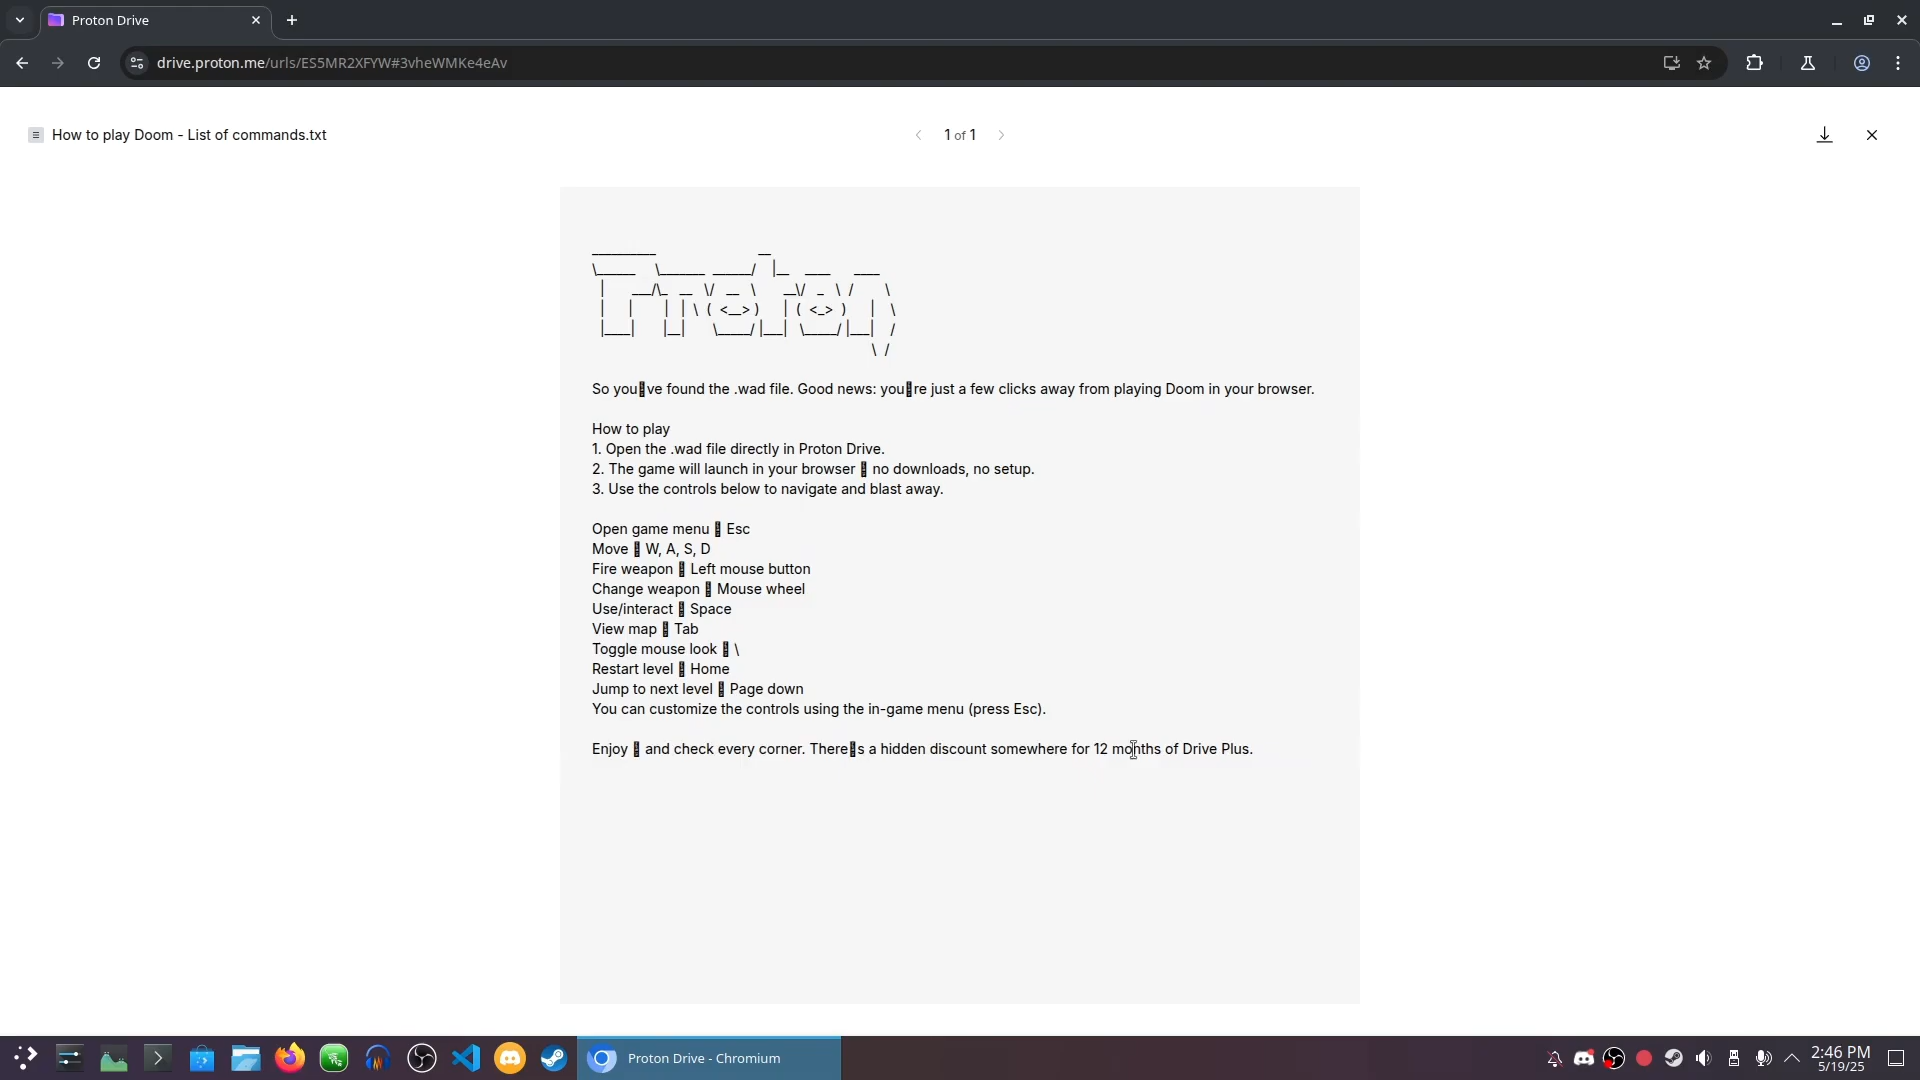 Proton Drive
drive.proton.me/urls/ES5MR2XFYW#3vheWMKe4eAv
How to play Doom - List of commands.txt
1 of 1
So you�ve found the .wad file. Good news: you�re just a few clicks away from playing Doom in your browser.
How to play
1. Open the .wad file directly in Proton Drive.
2. The game will launch in your browser � no downloads, no setup.
3. Use the controls below to navigate and blast away.
Open game menu � Esc
Move � W, A, S, D
Fire weapon � Left mouse button
Change weapon � Mouse wheel
Use/interact � Space
View map � Tab
Toggle mouse look � \
Restart level � Home
Jump to next level � Page down
You can customize the controls using the in-game menu (press Esc).
Enjoy � and check every corner. There�s a hidden discount somewhere for 12 months of Drive Plus.
Proton Drive - Chromium
2:46 PM
5/19/25